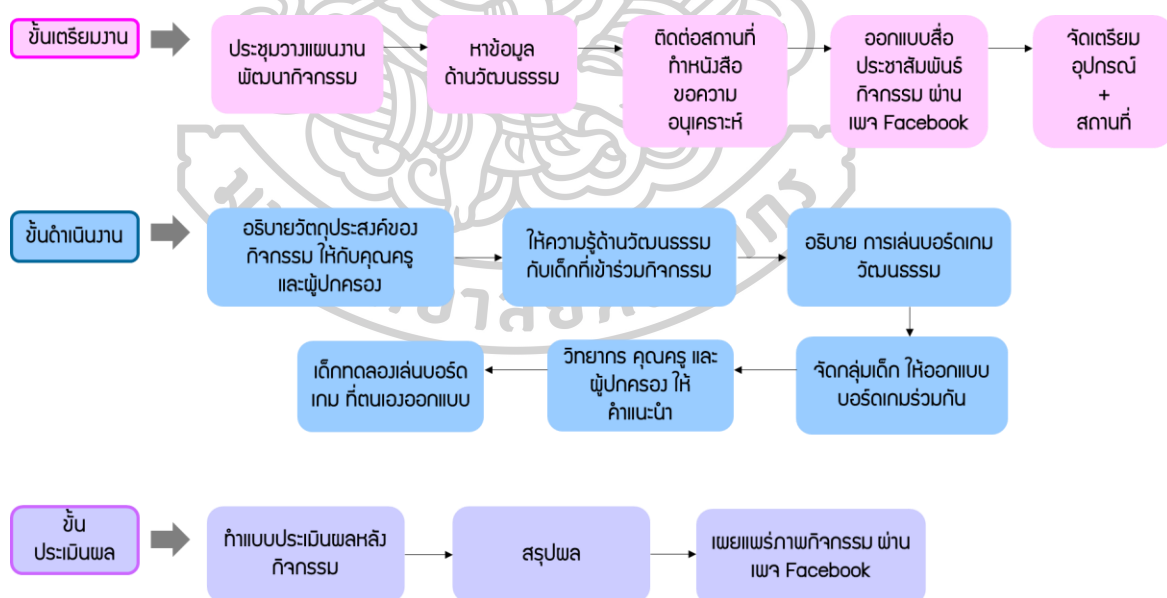 ขั้นเตรียมงาน
ประชุมวางแผนงาน
พัฒนากิจกรรม
หาข้อมูล
ด้านวัฒนธรรม
ติดต่อสถานที่
ทำหนังสือ
ขอความ
อนุเคราะห์
ออกแบบสื่อ
ประชาสัมพันธ์
กิจกรรม ผ่าน
เพจ Facebook
จัดเตรียม
อุปกรณ์
+
สถานที่
ขั้นดำเนินงาน
อธิบายวัตถุประสงค์ของ
กิจกรรม ให้กับคุณครู
และผู้ปกครอง
ให้ความรู้ด้านวัฒนธรรม
กับเด็กที่เข้าร่วมกิจกรรม
อธิบาย การเล่นบอร์ดเกม
วัฒนธรรม
จัดกลุ่มเด็ก ให้ออกแบบ
บอร์ดเกมร่วมกัน
วิทยากร คุณครู และ
ผู้ปกครอง ให้
คำแนะนำ
เด็กทดลองเล่นบอร์ด
เกม ที่ตนเองออกแบบ
ขั้น
ประเมินผล
ทำแบบประเมินผลหลัง
กิจกรรม
สรุปผล
เผยแพร่ภาพกิจกรรม ผ่าน
เพจ Facebook